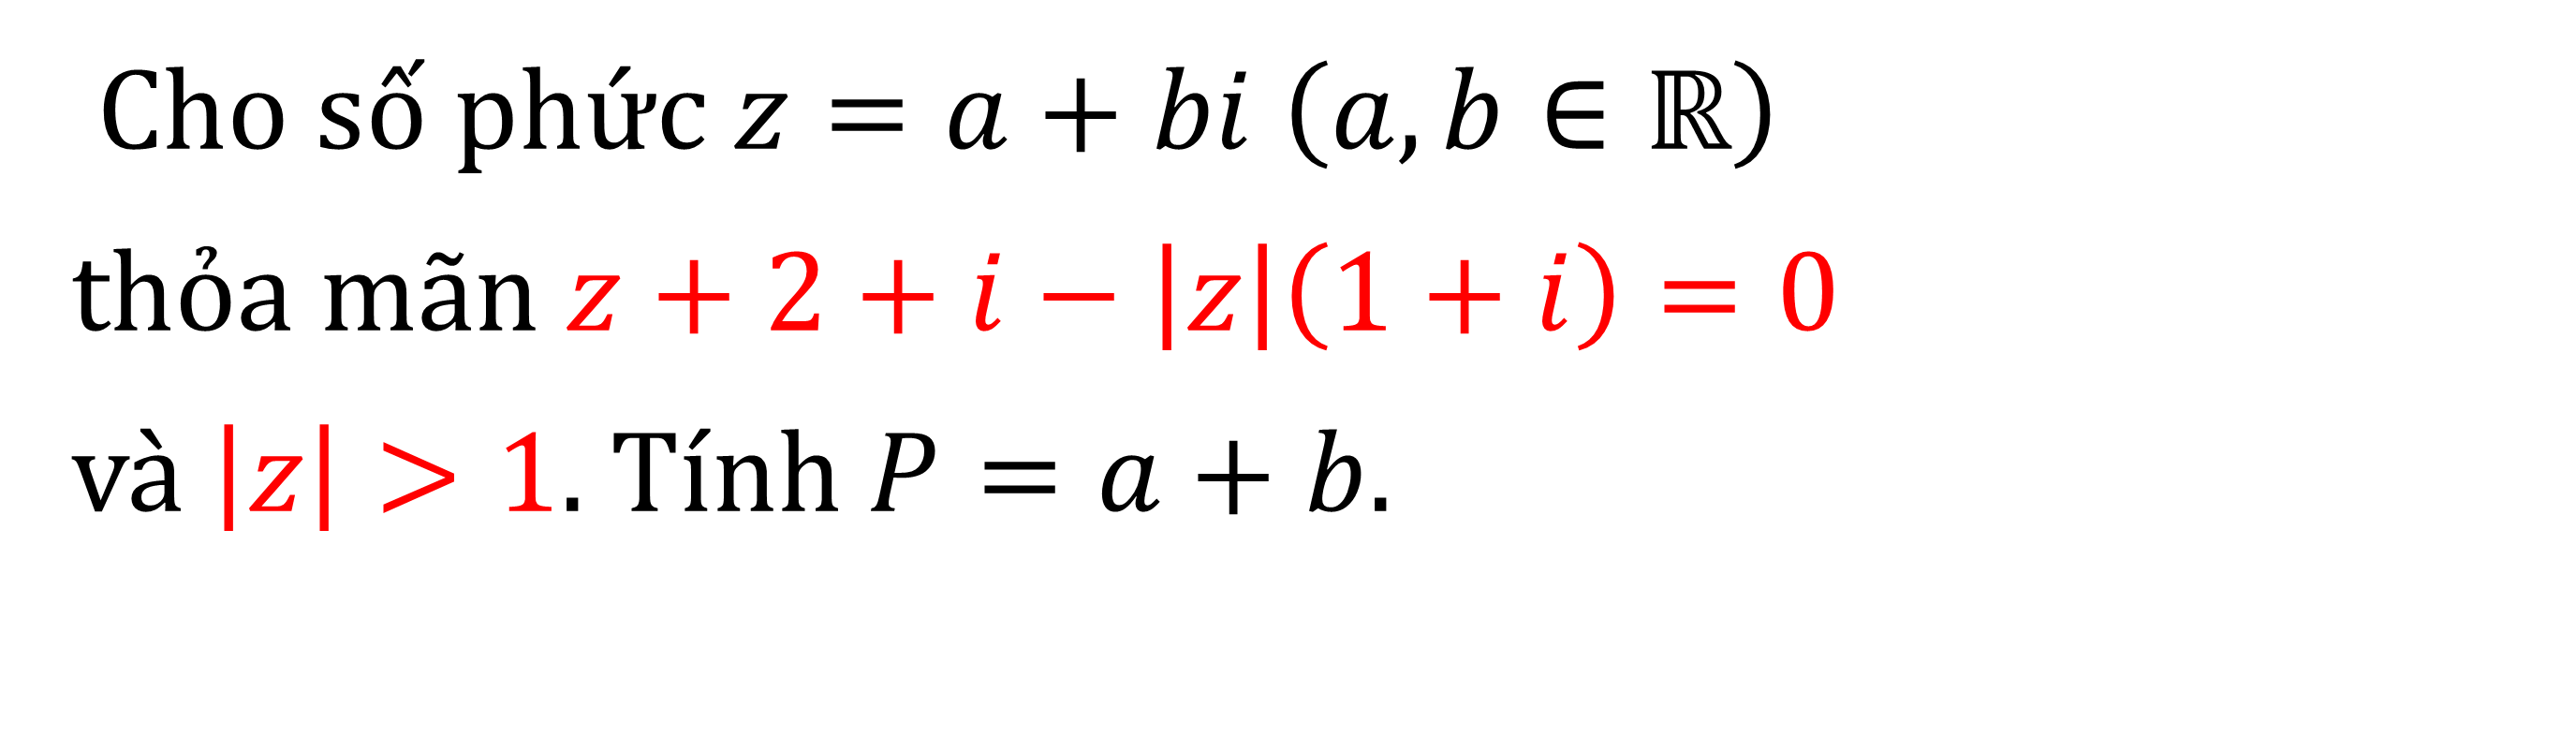 Cho số phức z = a + bi (a, b ∈ ℝ)
thỏa mãn z + 2 + i − |z|(1 + i) = 0
và |z| > 1. Tính P = a + b.